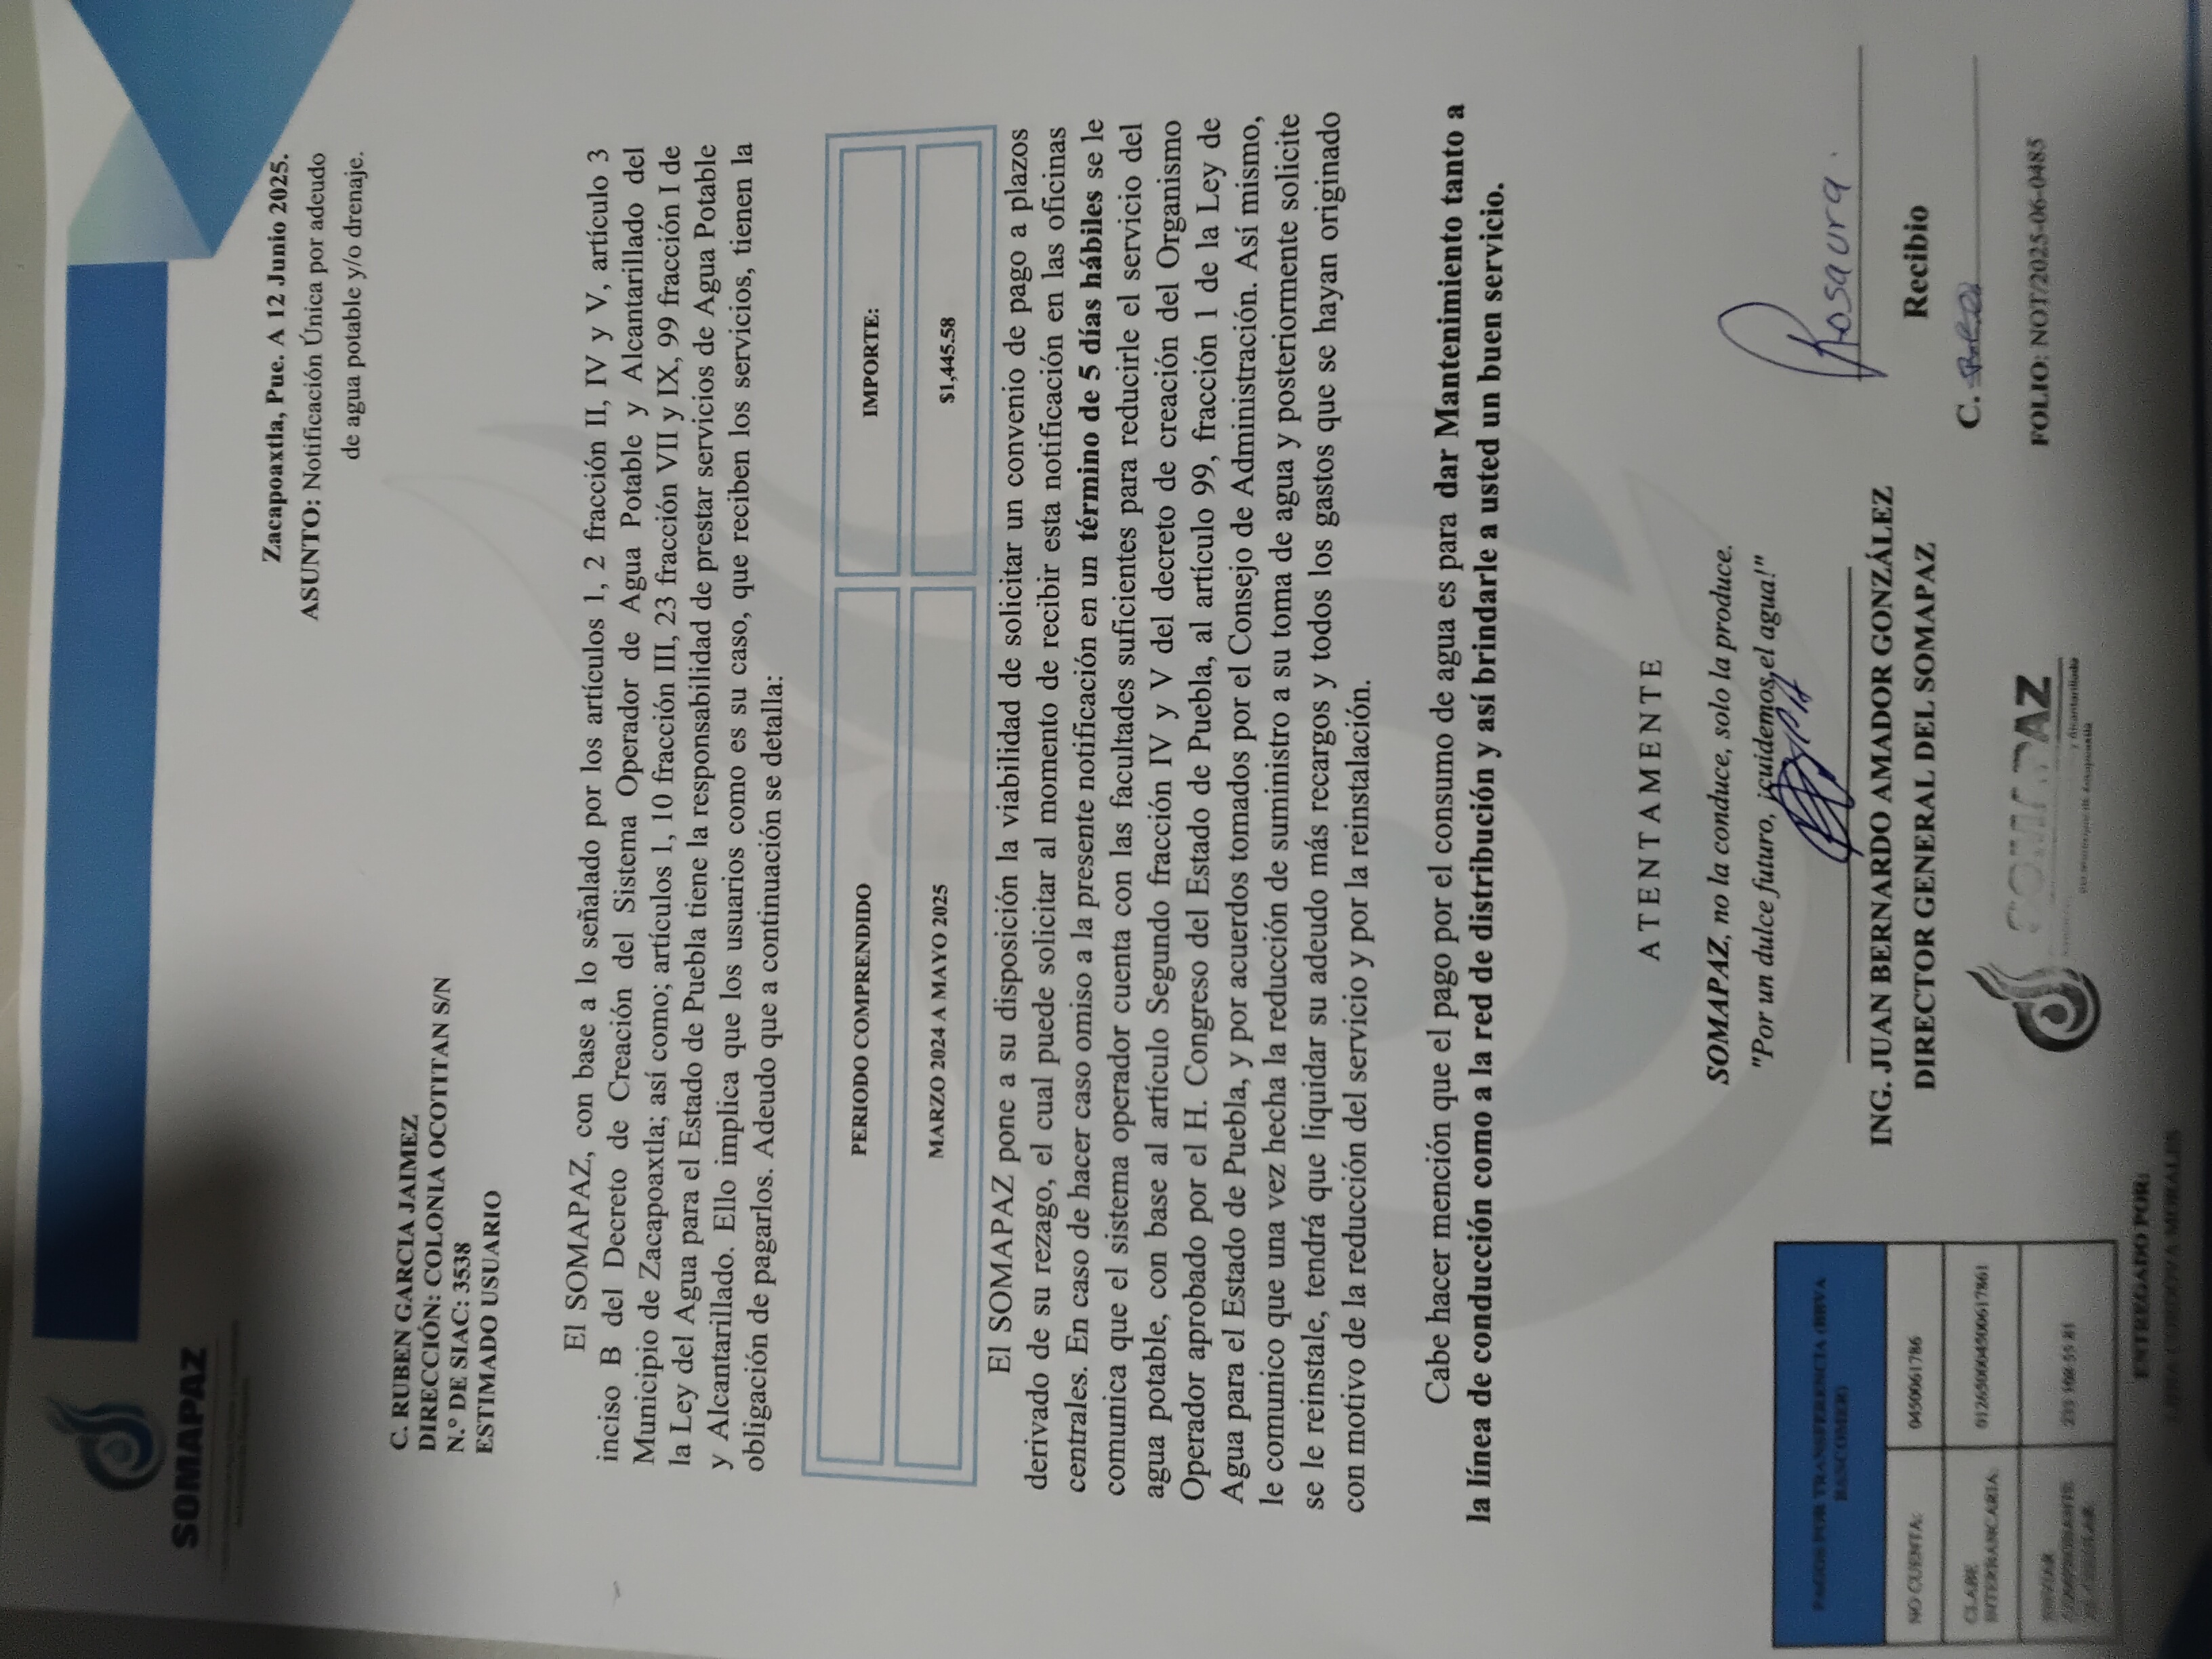 SOMAPAZ
Zacapoaxtla, Pue. A 12 Junio 2025.
ASUNTO: Notificación Única por adeudo
de agua potable y/o drenaje.
C. RUBEN GARCIA JAIMEZ
DIRECCIÓN: COLONIA OCOTITAN S/N
N.º DE SIAC: 3538
ESTIMADO USUARIO
El SOMAPAZ, con base a lo señalado por los artículos 1, 2 fracción II, IV y V, artículo 3
inciso B del Decreto de Creación del Sistema Operador de Agua Potable y Alcantarillado del
Municipio de Zacapoaxtla; así como; artículos 1, 10 fracción III, 23 fracción VII y IX, 99 fracción I de
la Ley del Agua para el Estado de Puebla tiene la responsabilidad de prestar servicios de Agua Potable
y Alcantarillado. Ello implica que los usuarios como es su caso, que reciben los servicios, tienen la
obligación de pagarlos. Adeudo que a continuación se detalla:
PERIODO COMPRENDIDO IMPORTE:
MARZO 2024 A MAYO 2025 $1,445.58
El SOMAPAZ pone a su disposición la viabilidad de solicitar un convenio de pago a plazos
derivado de su rezago, el cual puede solicitar al momento de recibir esta notificación en las oficinas
centrales. En caso de hacer caso omiso a la presente notificación en un término de 5 días hábiles se le
comunica que el sistema operador cuenta con las facultades suficientes para reducirle el servicio del
agua potable, con base al artículo Segundo fracción IV y V del decreto de creación del Organismo
Operador aprobado por el H. Congreso del Estado de Puebla, al artículo 99, fracción 1 de la Ley de
Agua para el Estado de Puebla, y por acuerdos tomados por el Consejo de Administración. Así mismo,
le comunico que una vez hecha la reducción de suministro a su toma de agua y posteriormente solicite
se le reinstale, tendrá que liquidar su adeudo más recargos y todos los gastos que se hayan originado
con motivo de la reducción del servicio y por la reinstalación.
Cabe hacer mención que el pago por el consumo de agua es para dar Mantenimiento tanto a
la línea de conducción como a la red de distribución y así brindarle a usted un buen servicio.
ATENTAMENTE
SOMAPAZ, no la conduce, solo la produce.
"Por un dulce futuro, ¡cuidemos el agua!"
ING. JUAN BERNARDO AMADOR GONZÁLEZ
DIRECTOR GENERAL DEL SOMAPAZ
Rosaura.
Recibio
C.
FOLIO: NOT/2025-06-0485
PAGOS POR TRANSFERENCIA (BBVA
BANCOMER)
NO CUENTA: 0450061786
CLABE
INTERBANCARIA: 012650004500617861
ENVIAR
COMPROBANTE
AL CELULAR:
SOMAPAZ
y Alcantarillado
del Municipio de Zacapoaxtla
ENTREGADO POR:
CORDOVA MORALES